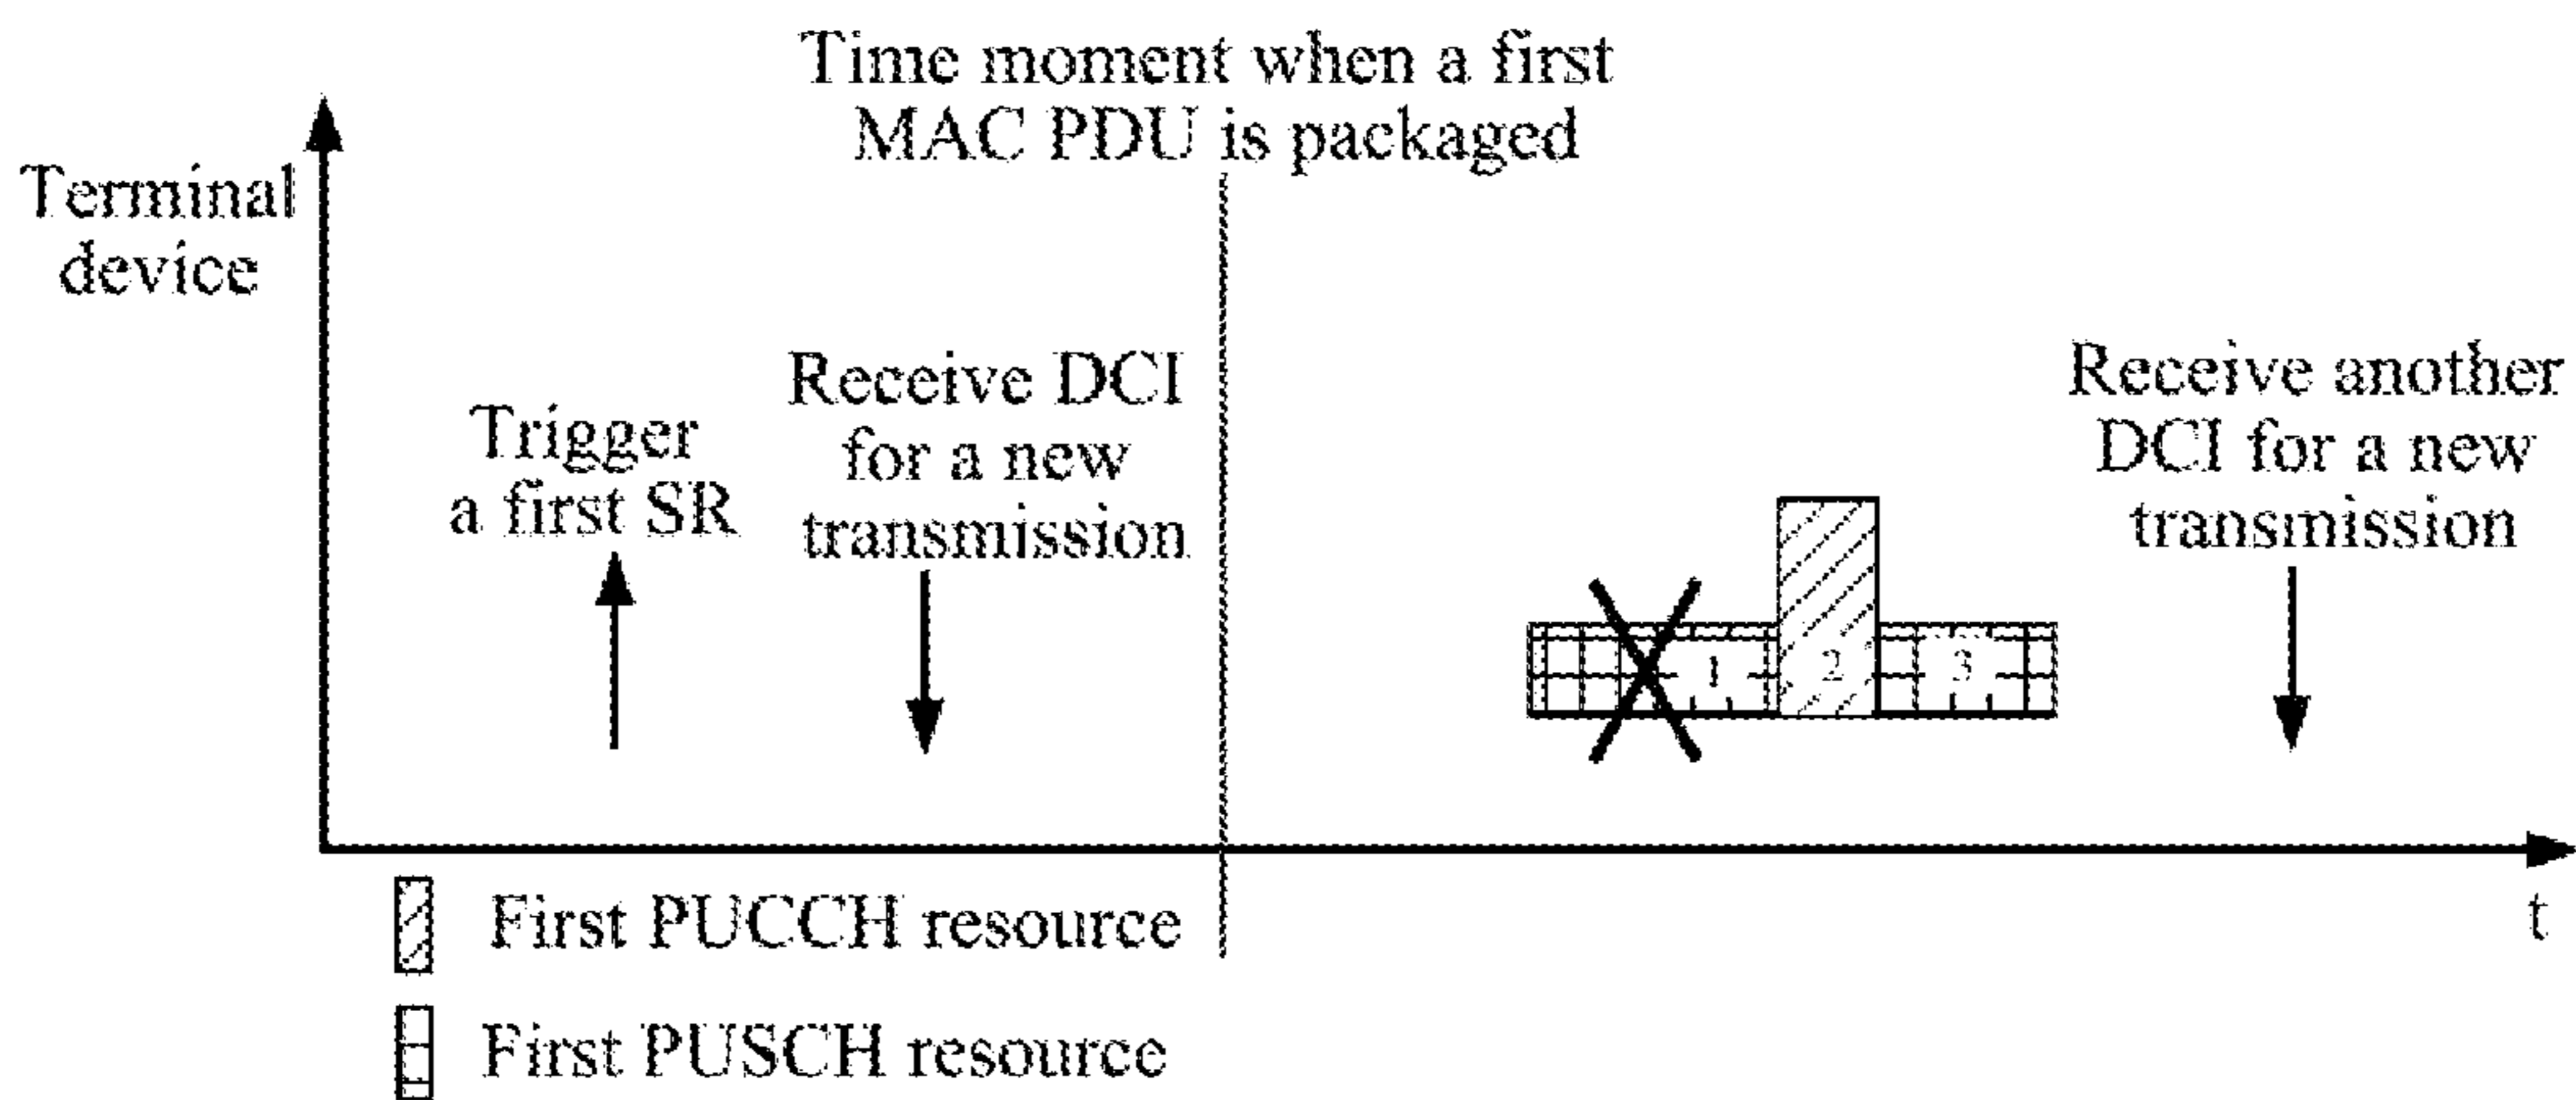 Time moment when a first
MAC PDU is packaged
Terminal
device
Trigger
a first SR
Receive DCI
for a new
transmission
Receive another
DCI for a new
transmission
1
2
3
t
First PUCCH resource
First PUSCH resource